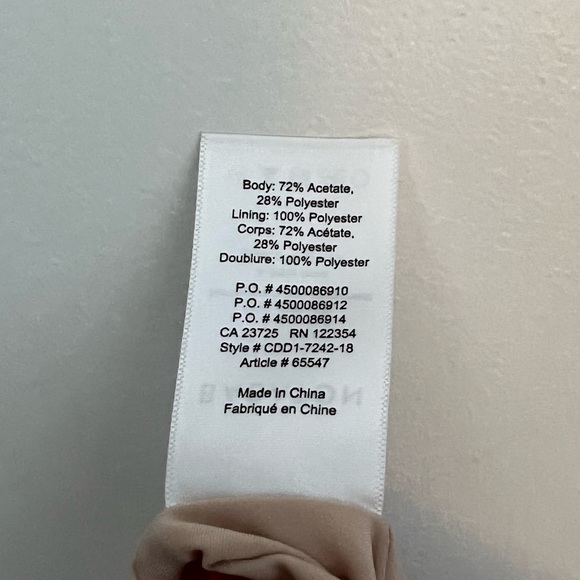 Body: 72% Acetate,
28% Polyester
Lining: 100% Polyester
Corps: 72% Acétate,
28% Polyester
Doublure: 100% Polyester
P.O. # 4500086910
P.O. # 4500086912
P.O. # 4500086914
CA 23725 RN 122354
Style # CDD1-7242-18
Article # 65547
Made in China
Fabriqué en Chine